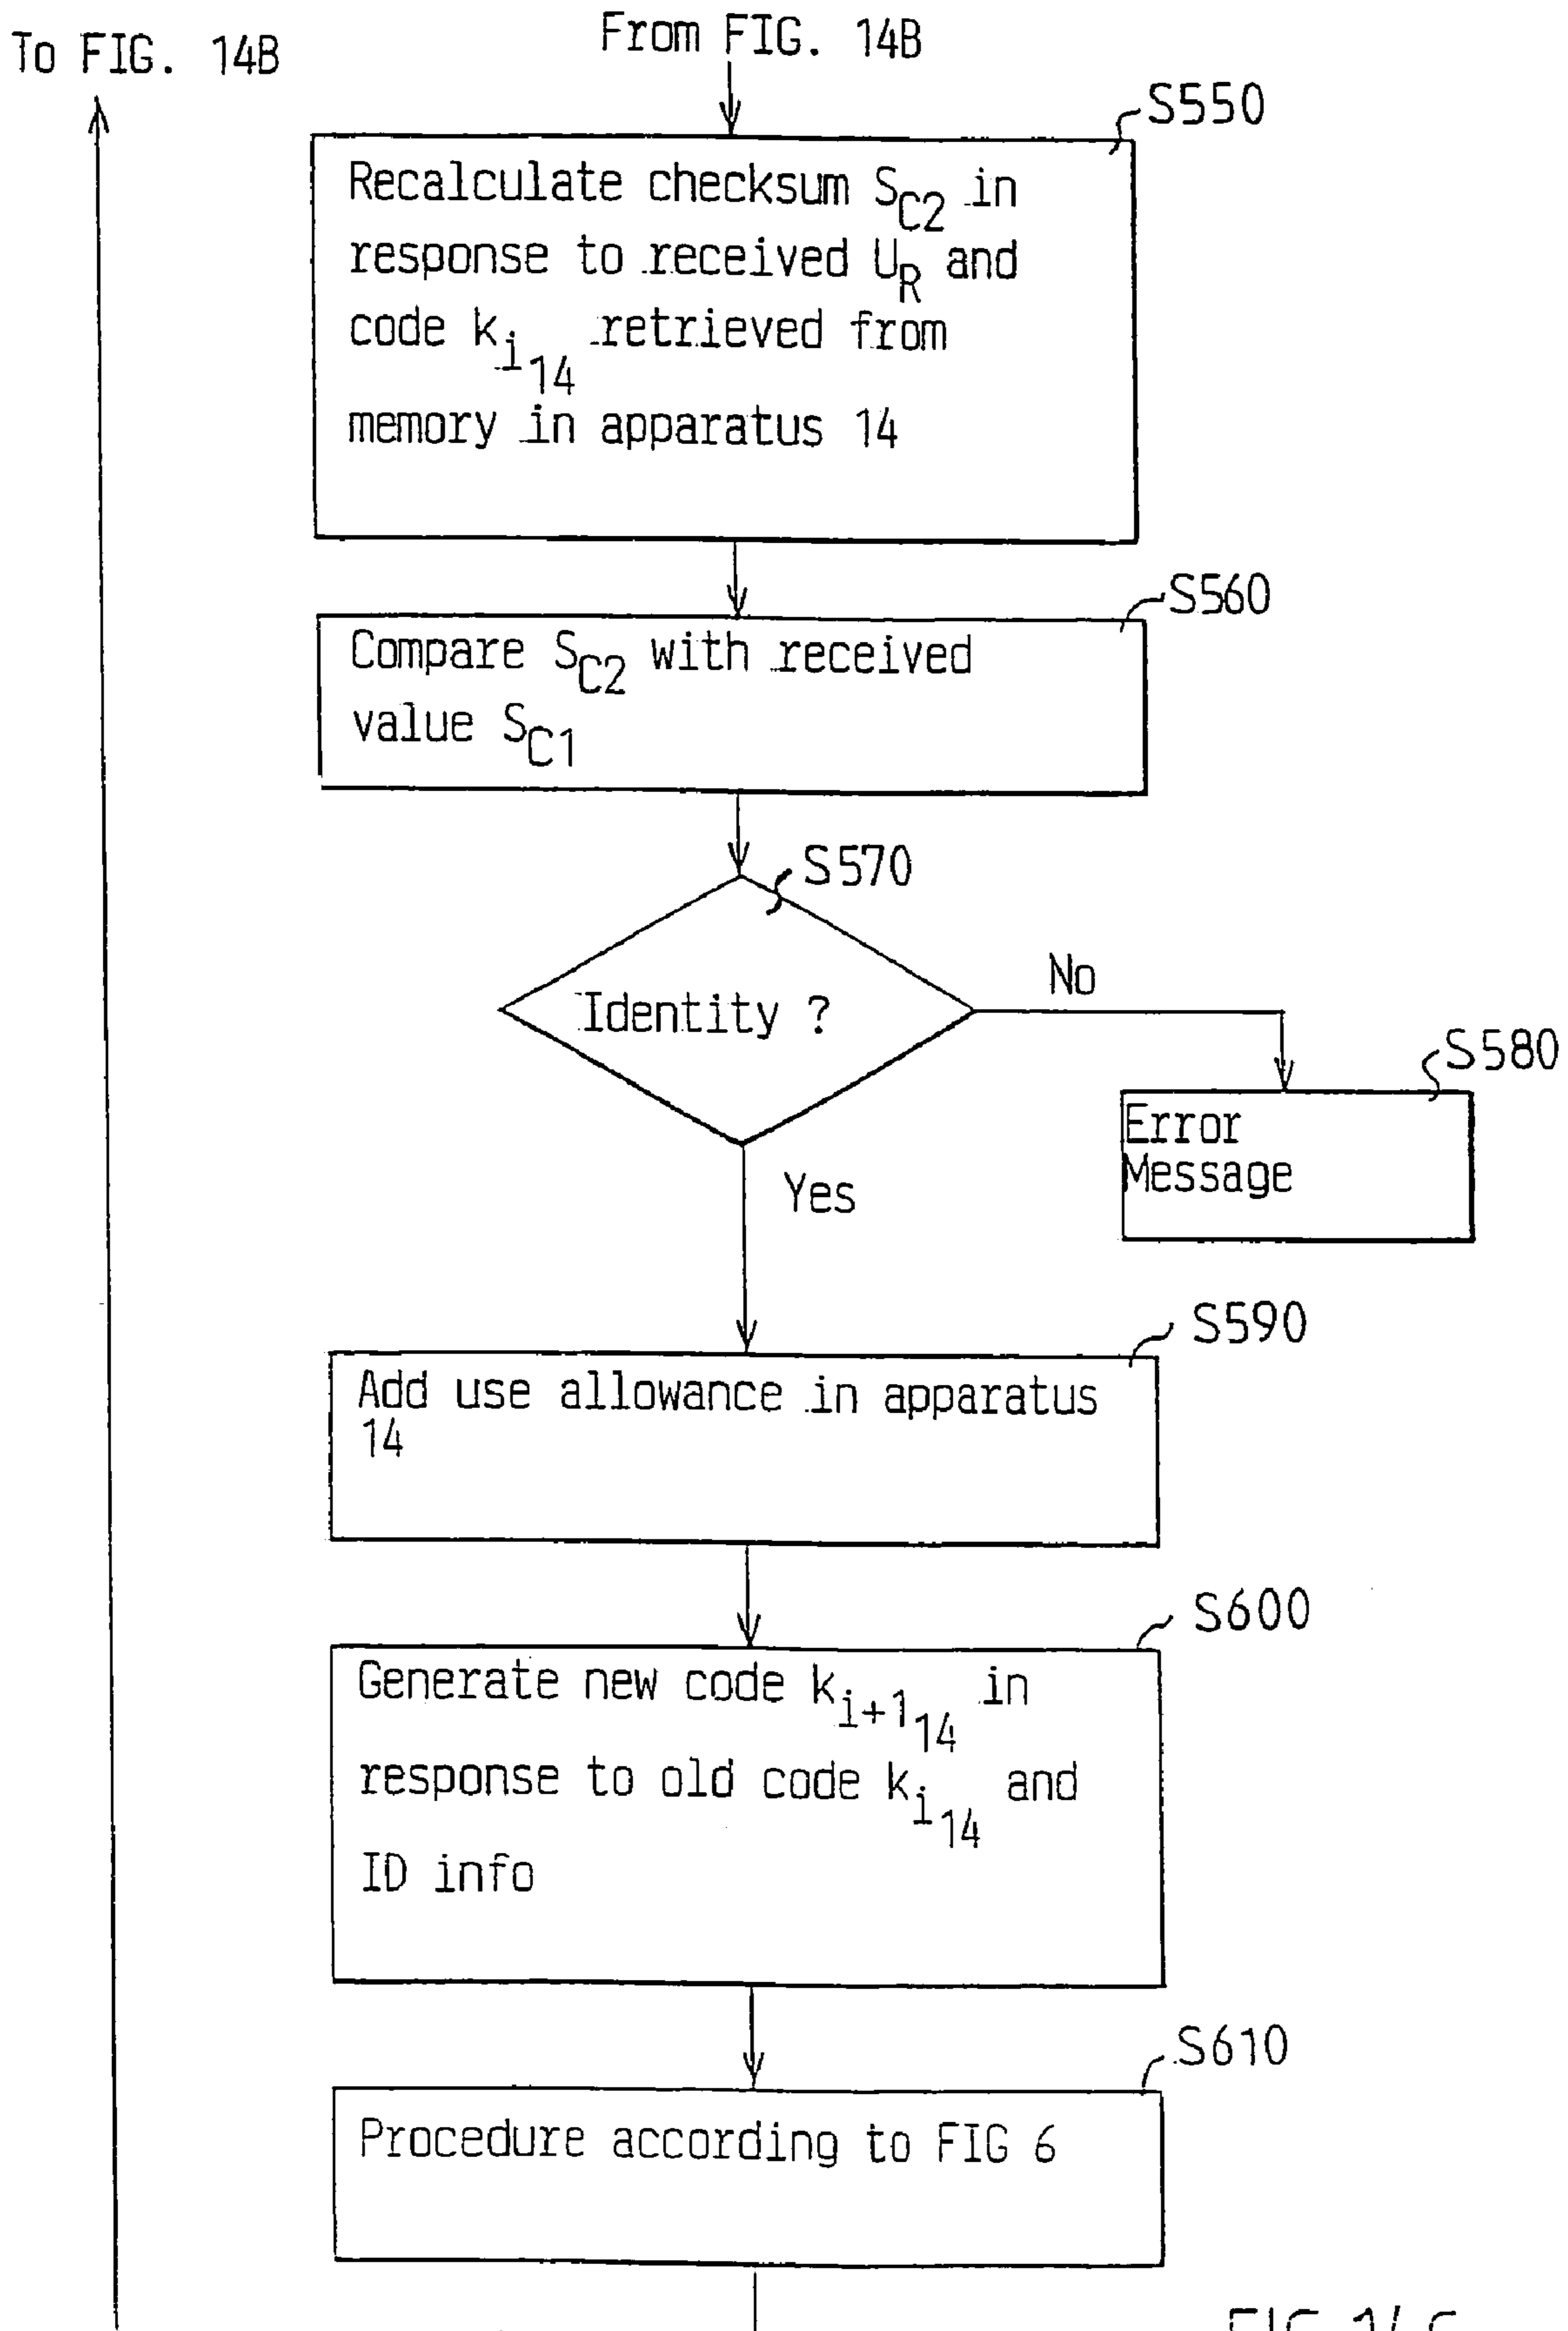 To FIG. 14B
From FIG. 14B
S550
Recalculate checksum S_C2 in
response to received U_R and
code k_i_14 retrieved from
memory in apparatus 14
S560
Compare S_C2 with received
value S_C1
S570
Identity ?
No
S580
Error
Message
Yes
S590
Add use allowance in apparatus
14
S600
Generate new code k_i+1_14 in
response to old code k_i_14 and
ID info
S610
Procedure according to FIG 6